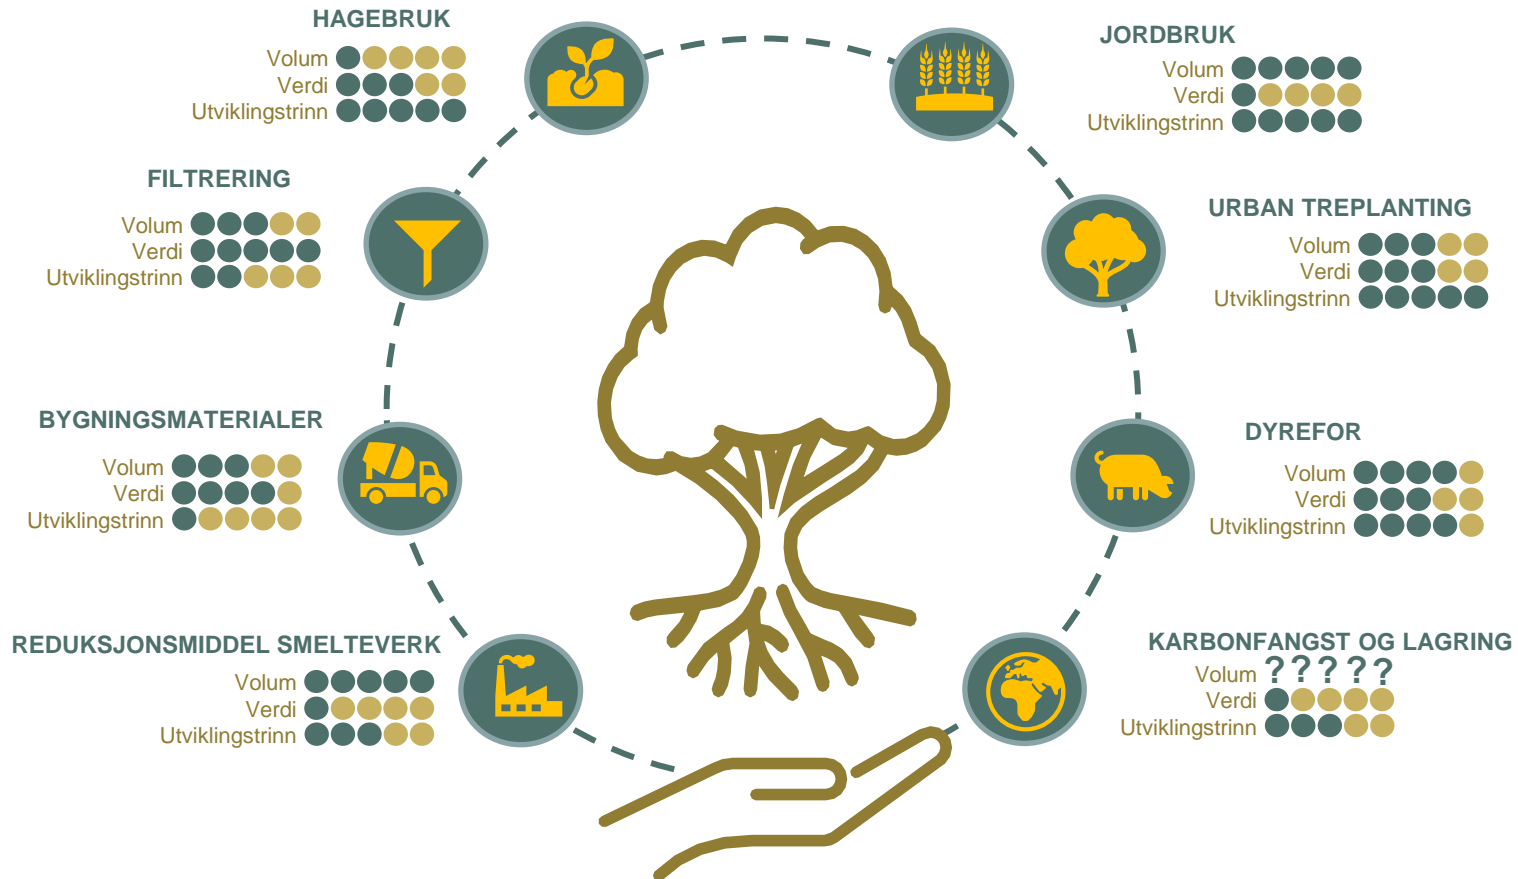 HAGEBRUK
Volum
Verdi
Utviklingstrinn
JORDBRUK
Volum
Verdi
Utviklingstrinn
FILTRERING
Volum
Verdi
Utviklingstrinn
URBAN TREPLANTING
Volum
Verdi
Utviklingstrinn
BYGNINGSMATERIALER
Volum
Verdi
Utviklingstrinn
DYREFOR
Volum
Verdi
Utviklingstrinn
REDUKSJONSMIDDEL SMELTEVERK
Volum
Verdi
Utviklingstrinn
KARBONFANGST OG LAGRING
Volum ? ? ? ? ?
Verdi
Utviklingstrinn